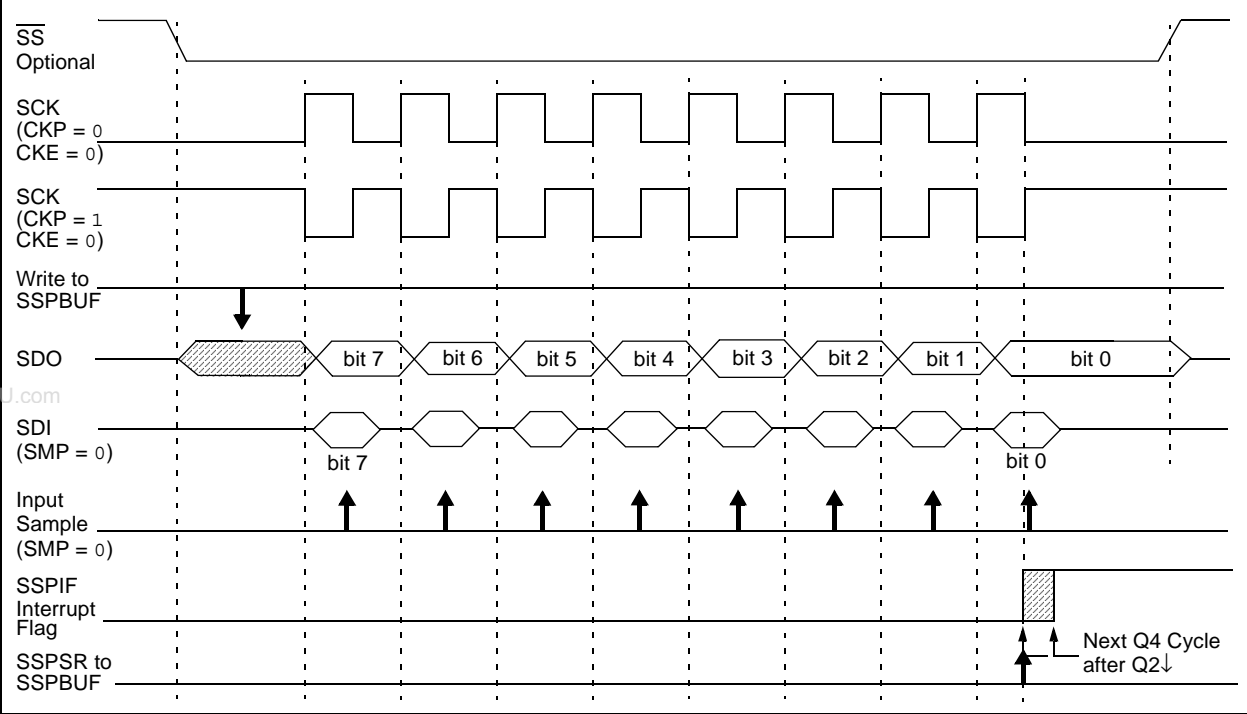 SS
Optional
SCK
(CKP = 0
CKE = 0)
SCK
(CKP = 1
CKE = 0)
Write to
SSPBUF
SDO
bit 7
bit 6
bit 5
bit 4
bit 3
bit 2
bit 1
bit 0
U.com
SDI
(SMP = 0)
bit 7
bit 0
Input
Sample
(SMP = 0)
SSPIF
Interrupt
Flag
Next Q4 Cycle
after Q2↓
SSPSR to
SSPBUF